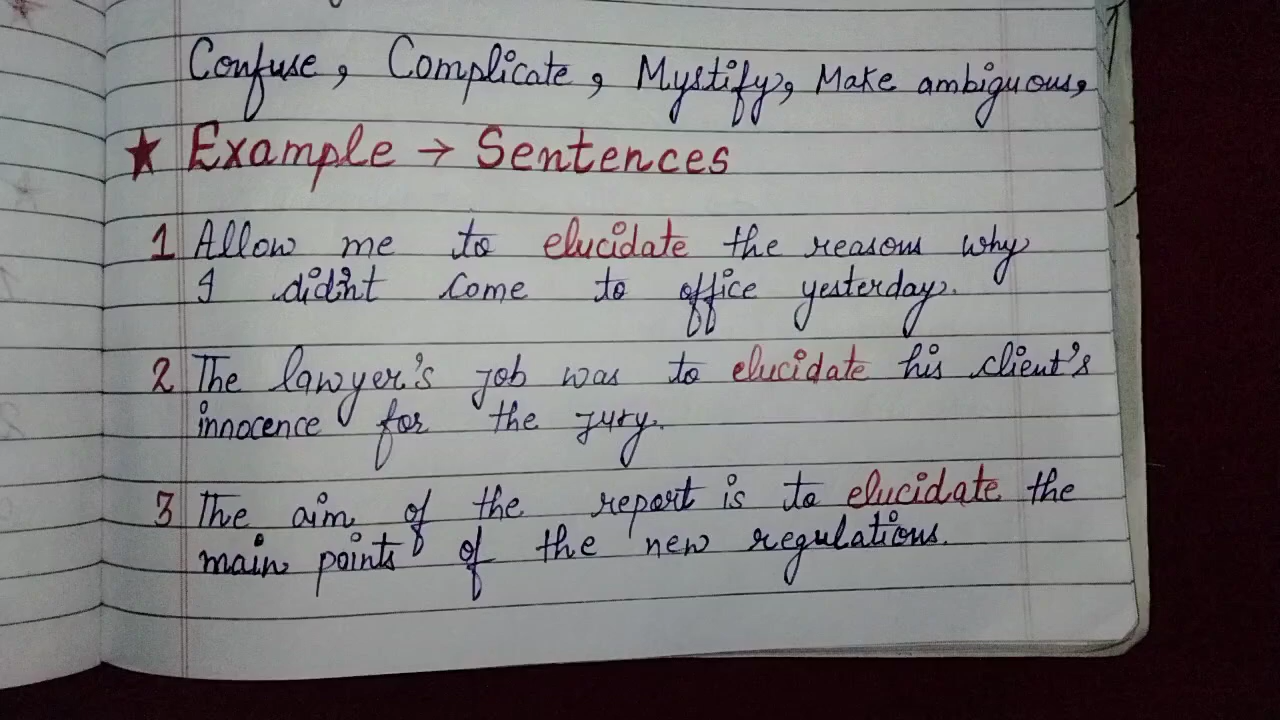 Confuse, Complicate, Mystify, Make ambiguous,
★ Example → Sentences
1 Allow me to elucidate the reasons why
I didn't come to office yesterday.
2 The lawyer's job was to elucidate his client's
innocence for the jury.
3 The aim of the report is to elucidate the
main points of the new regulations.